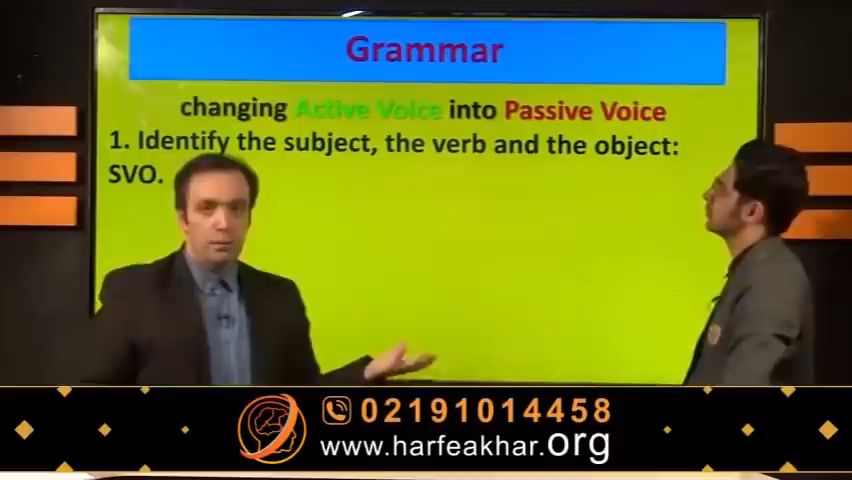 Grammar
changing Active Voice into Passive Voice
1. Identify the subject, the verb and the object:
SVO.
02191014458
www.harfeakhar.org